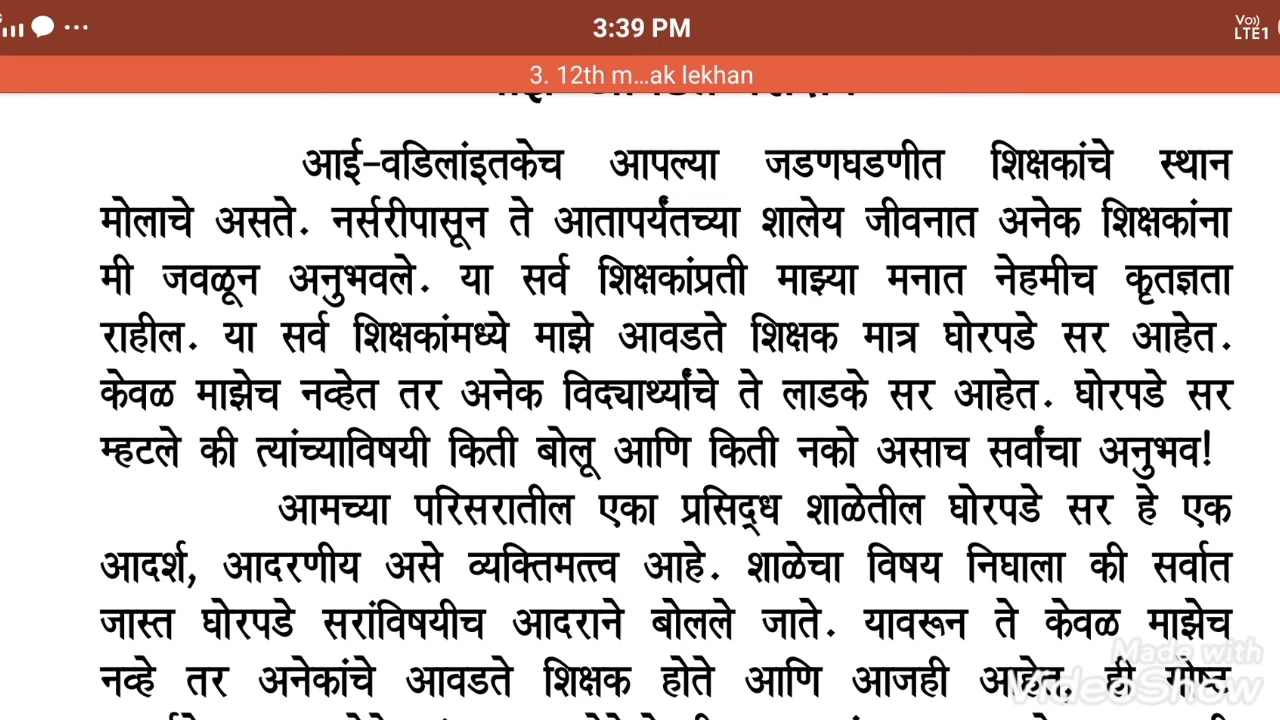 3:39 PM
Vo))
LTE1
3. 12th m...ak lekhan
आई-वडिलांइतकेच आपल्या जडणघडणीत शिक्षकांचे स्थान
मोलाचे असते. नर्सरीपासून ते आतापर्यंतच्या शालेय जीवनात अनेक शिक्षकांना
मी जवळून अनुभवले. या सर्व शिक्षकांप्रती माझ्या मनात नेहमीच कृतज्ञता
राहील. या सर्व शिक्षकांमध्ये माझे आवडते शिक्षक मात्र घोरपडे सर आहेत.
केवळ माझेच नव्हेत तर अनेक विद्यार्थ्यांचे ते लाडके सर आहेत. घोरपडे सर
म्हटले की त्यांच्याविषयी किती बोलू आणि किती नको असाच सर्वांचा अनुभव!
आमच्या परिसरातील एका प्रसिद्ध शाळेतील घोरपडे सर हे एक
आदर्श, आदरणीय असे व्यक्तिमत्त्व आहे. शाळेचा विषय निघाला की सर्वात
जास्त घोरपडे सरांविषयीच आदराने बोलले जाते. यावरून ते केवळ माझेच
नव्हे तर अनेकांचे आवडते शिक्षक होते आणि आजही आहेत, ही गोष्ट
Made with
VideoShow